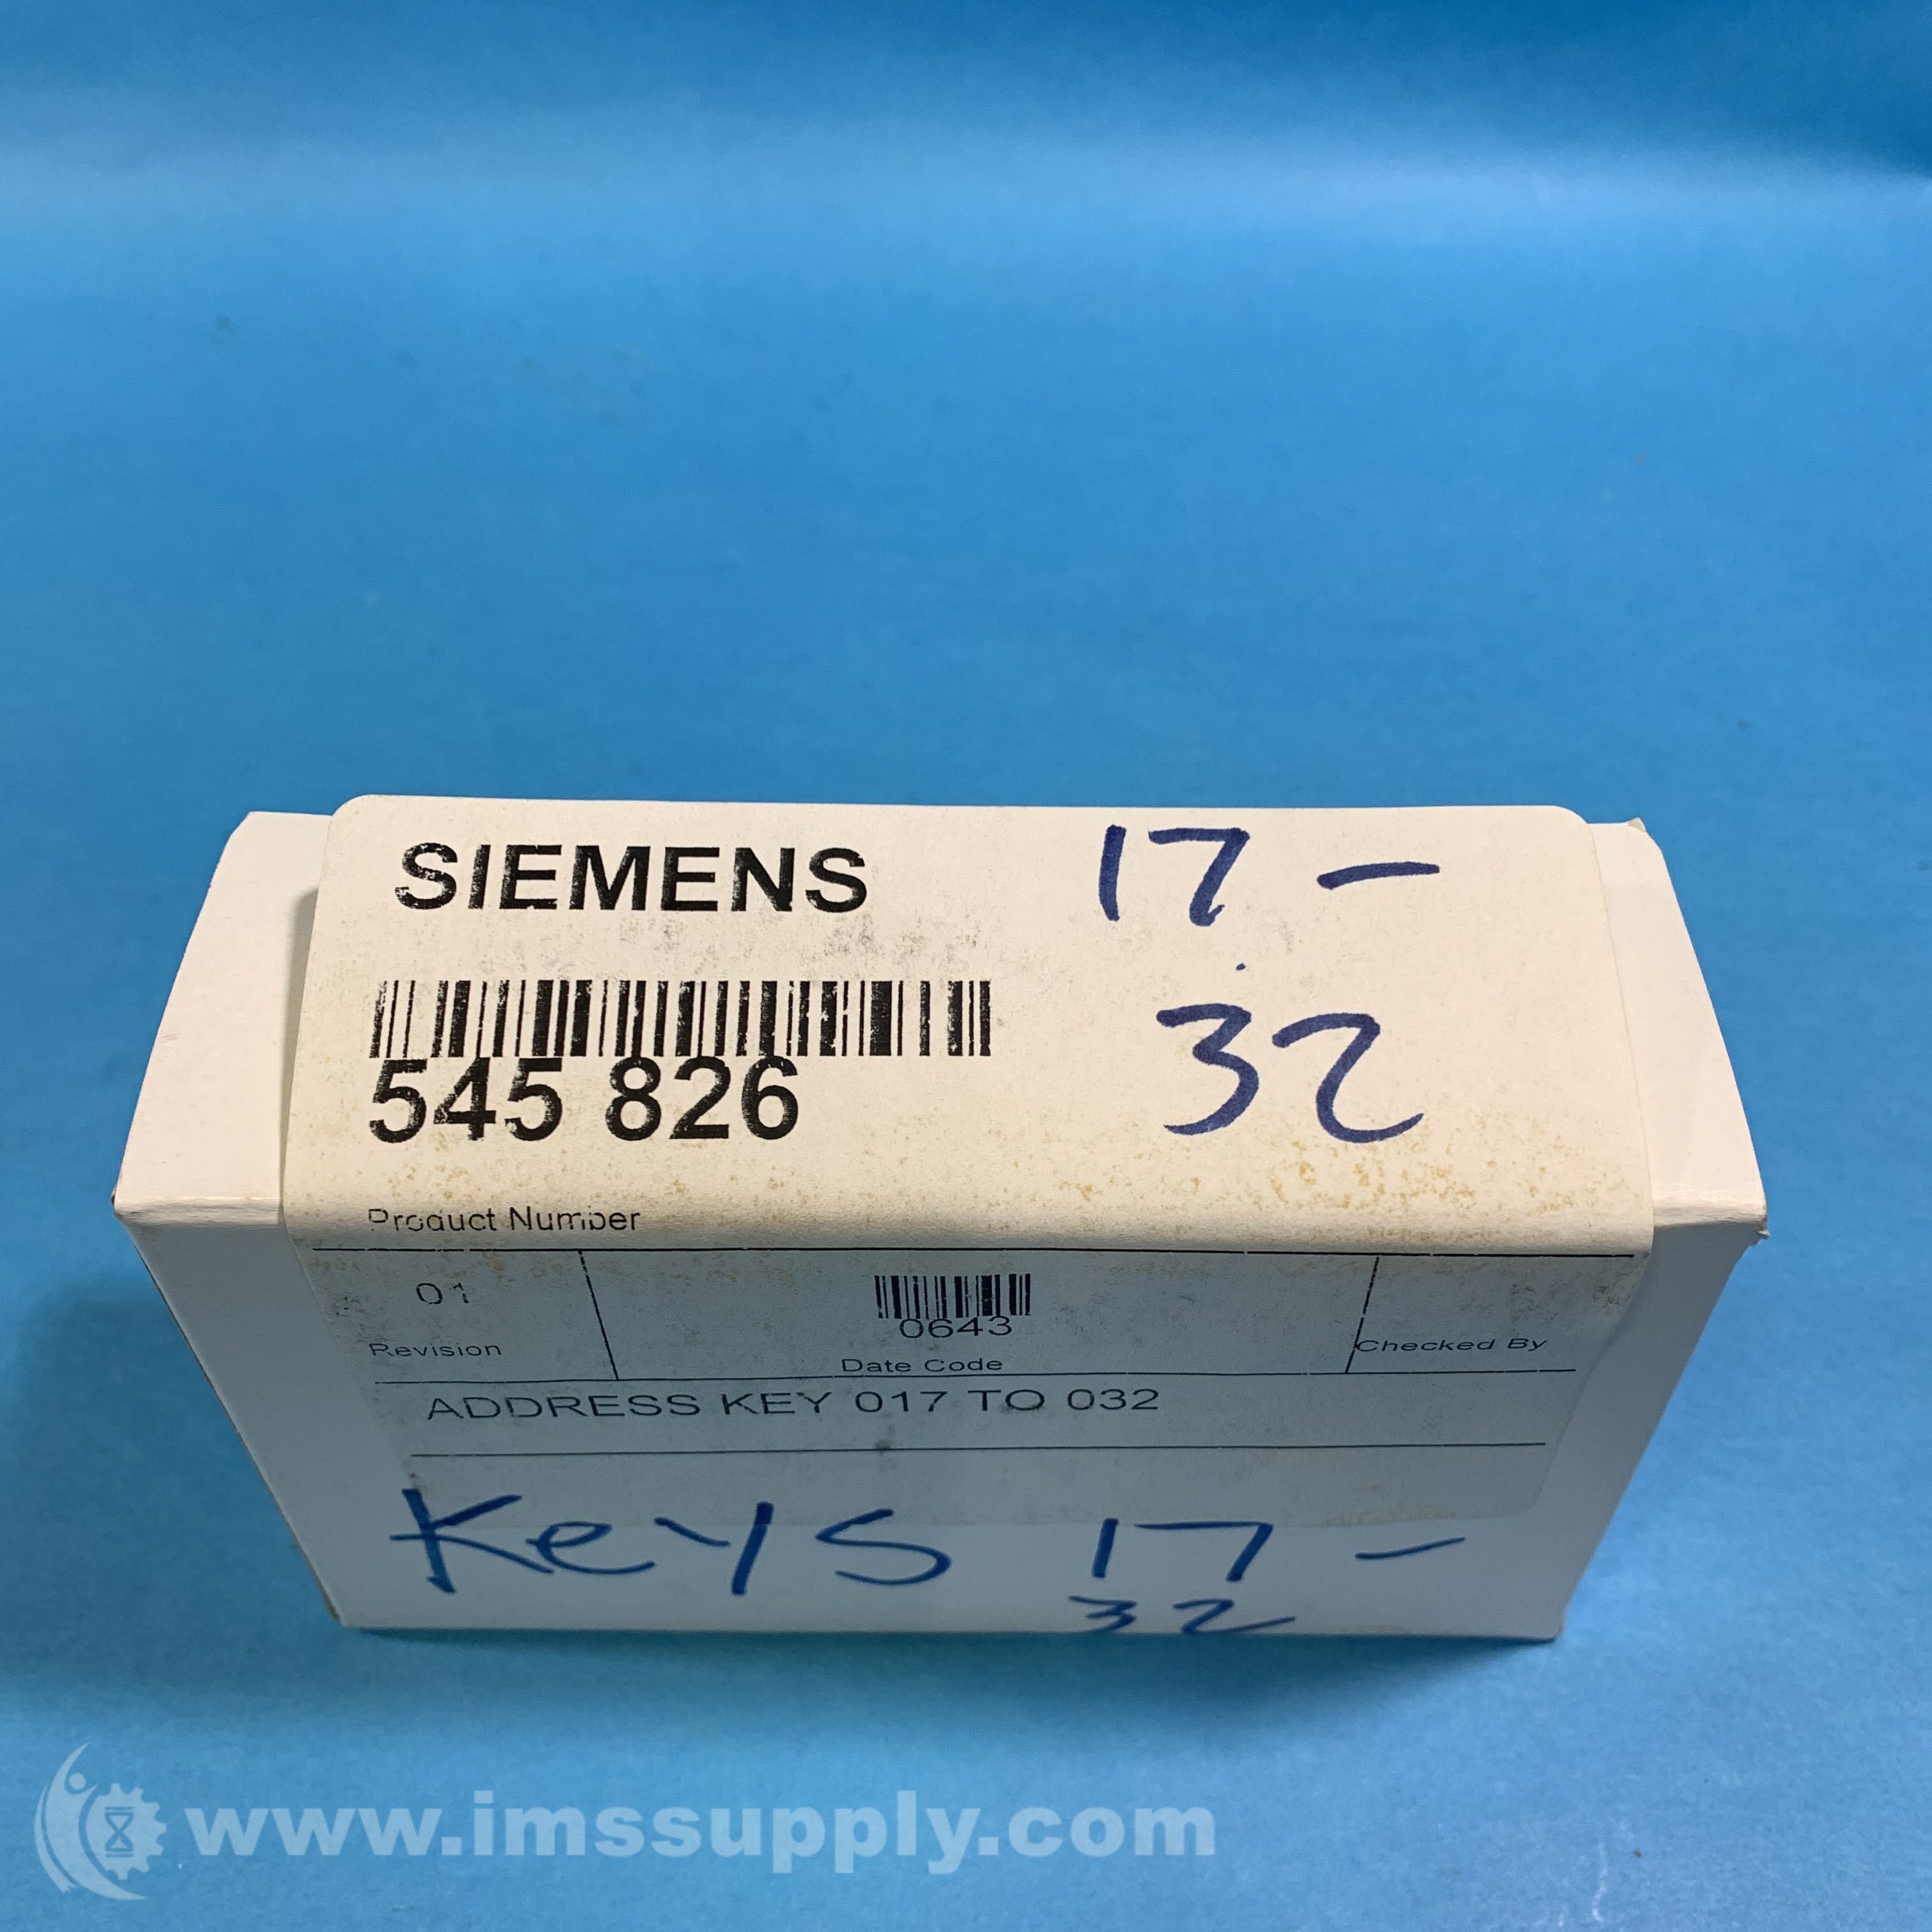 SIEMENS
17 -
32
545 826
Product Number
01
Revision
0643
Date Code
Checked By
ADDRESS KEY 017 TO 032
Keys 17 -
32
www.imssupply.com